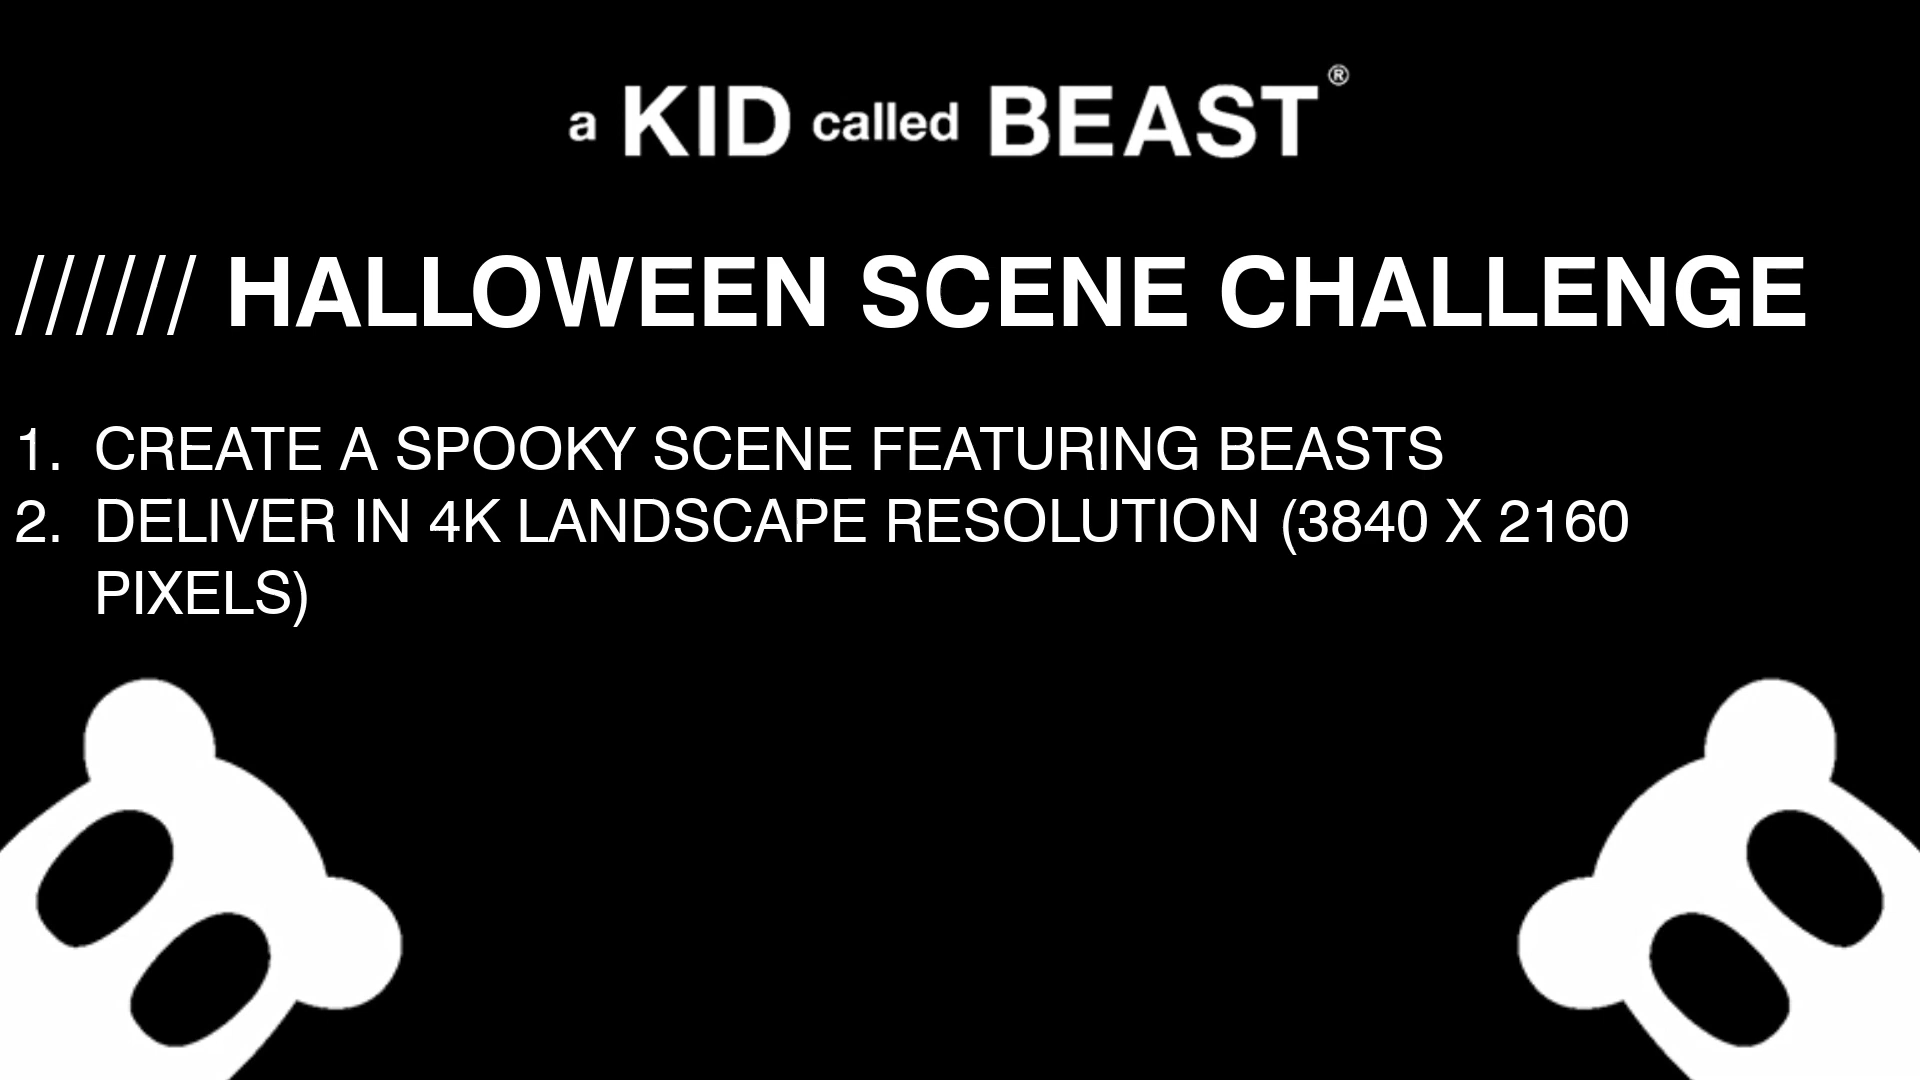 a KID called BEAST®
////// HALLOWEEN SCENE CHALLENGE
1. CREATE A SPOOKY SCENE FEATURING BEASTS
2. DELIVER IN 4K LANDSCAPE RESOLUTION (3840 X 2160
PIXELS)